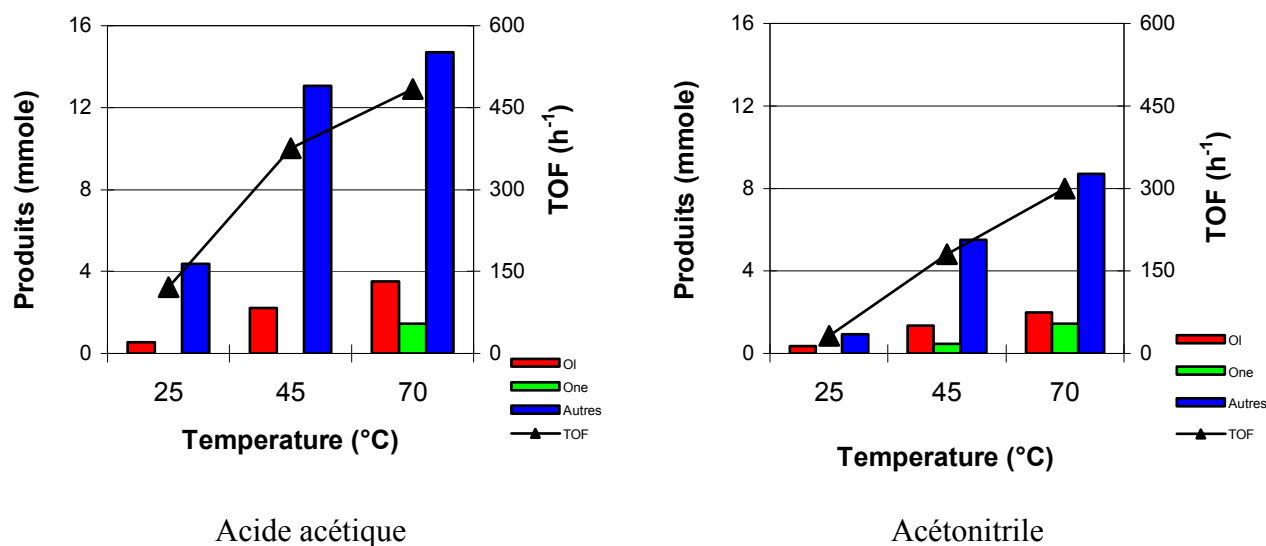 16
12
8
4
0
Produits (mmole)
600
450
300
150
0
TOF (h⁻¹)
25 45 70
Temperature (°C)
Ol
One
Autres
TOF
Acide acétique
16
12
8
4
0
Produits (mmole)
600
450
300
150
0
TOF (h⁻¹)
25 45 70
Temperature (°C)
Ol
One
Autres
TOF
Acétonitrile